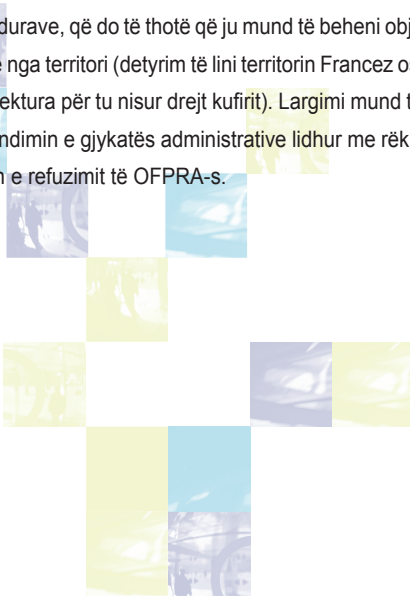 durave, që do të thotë që ju mund të beheni obj
nga territori (detyrim të lini territorin Francez os
ektura për tu nisur drejt kufirit). Largimi mund t
ndimin e gjykatës administrative lidhur me rëk
e refuzimit të OFPRA-s.